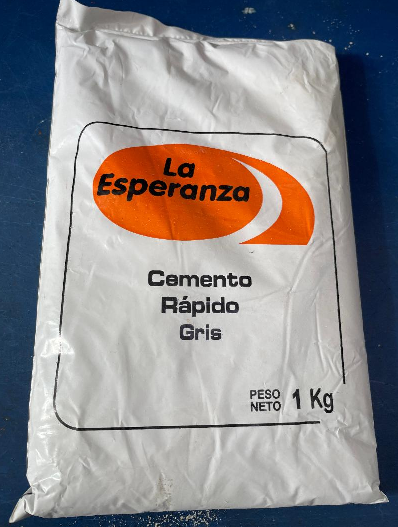 La
Esperanza
Cemento
Rápido
Gris
PESO
NETO 1 Kg